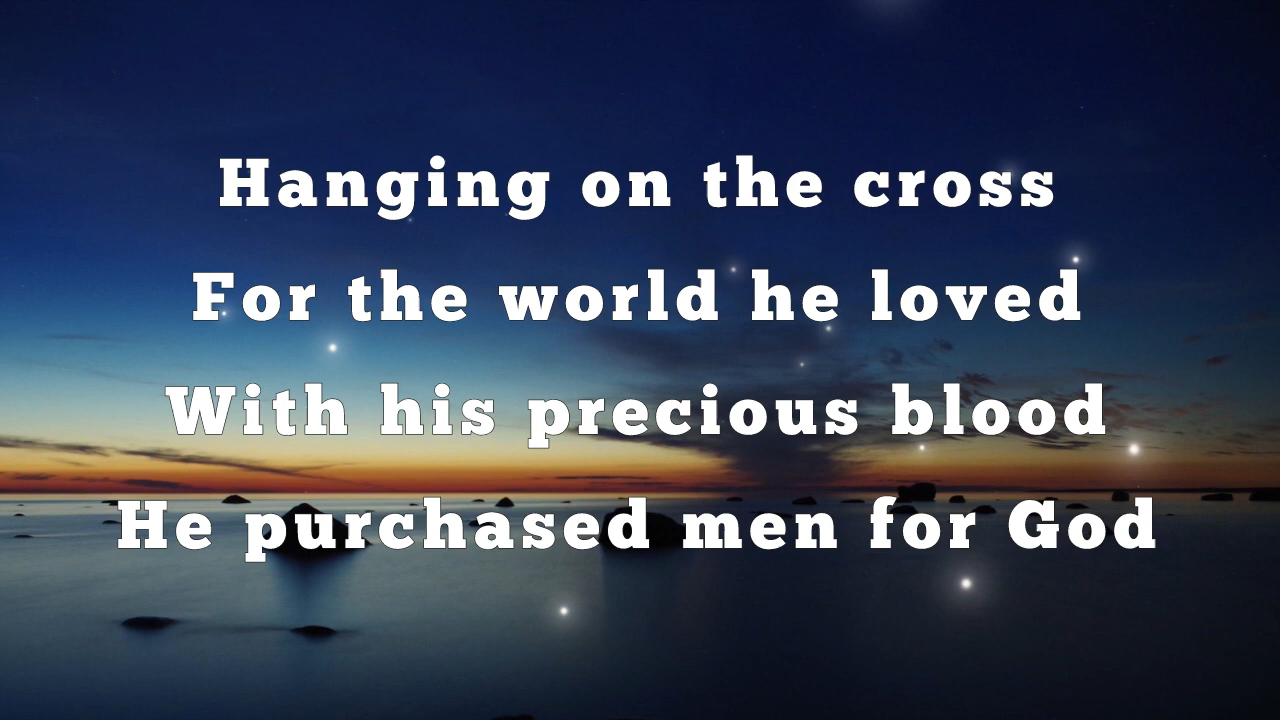 Hanging on the cross
For the world he loved
With his precious blood
He purchased men for God